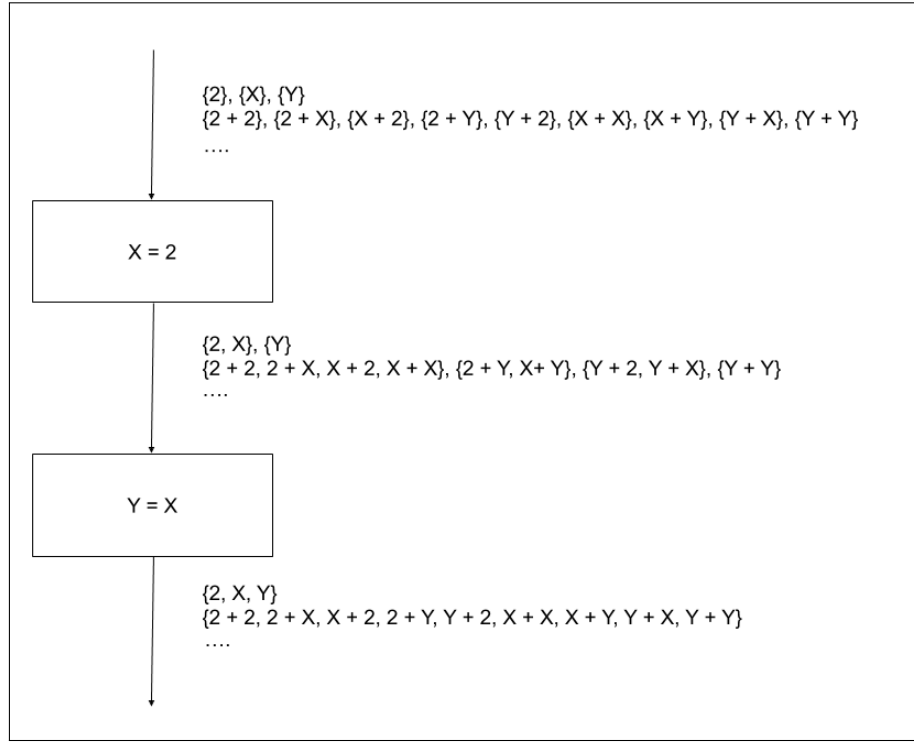 {2}, {X}, {Y}
{2 + 2}, {2 + X}, {X + 2}, {2 + Y}, {Y + 2}, {X + X}, {X + Y}, {Y + X}, {Y + Y}
....
X = 2
{2, X}, {Y}
{2 + 2, 2 + X, X + 2, X + X}, {2 + Y, X+ Y}, {Y + 2, Y + X}, {Y + Y}
....
Y = X
{2, X, Y}
{2 + 2, 2 + X, X + 2, 2 + Y, Y + 2, X + X, X + Y, Y + X, Y + Y}
....